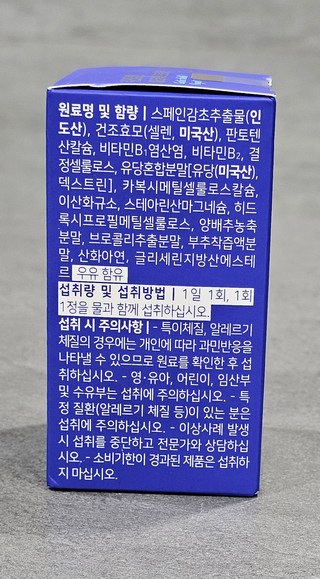 원료명 및 함량 | 스페인감초추출물(인
도산), 건조효모(셀렌, 미국산), 판토텐
산칼슘, 비타민B₁염산염, 비타민B₂, 결
정셀룰로스, 유당혼합분말[유당(미국산),
덱스트린], 카복시메틸셀룰로스칼슘,
이산화규소, 스테아린산마그네슘, 히드
록시프로필메틸셀룰로스, 양배추농축
분말, 브로콜리추출분말, 부추착즙액분
말, 산화아연, 글리세린지방산에스테
르 우유 함유
섭취량 및 섭취방법 | 1일 1회, 1회
1정을 물과 함께 섭취하십시오.
섭취 시 주의사항 | - 특이체질, 알레르기
체질의 경우에는 개인에 따라 과민반응을
나타낼 수 있으므로 원료를 확인한 후 섭
취하십시오. - 영·유아, 어린이, 임산부
및 수유부는 섭취에 주의하십시오. - 특
정 질환(알레르기 체질 등)이 있는 분은
섭취에 주의하십시오. - 이상사례 발생
시 섭취를 중단하고 전문가와 상담하십
시오. - 소비기한이 경과된 제품은 섭취하
지 마십시오.